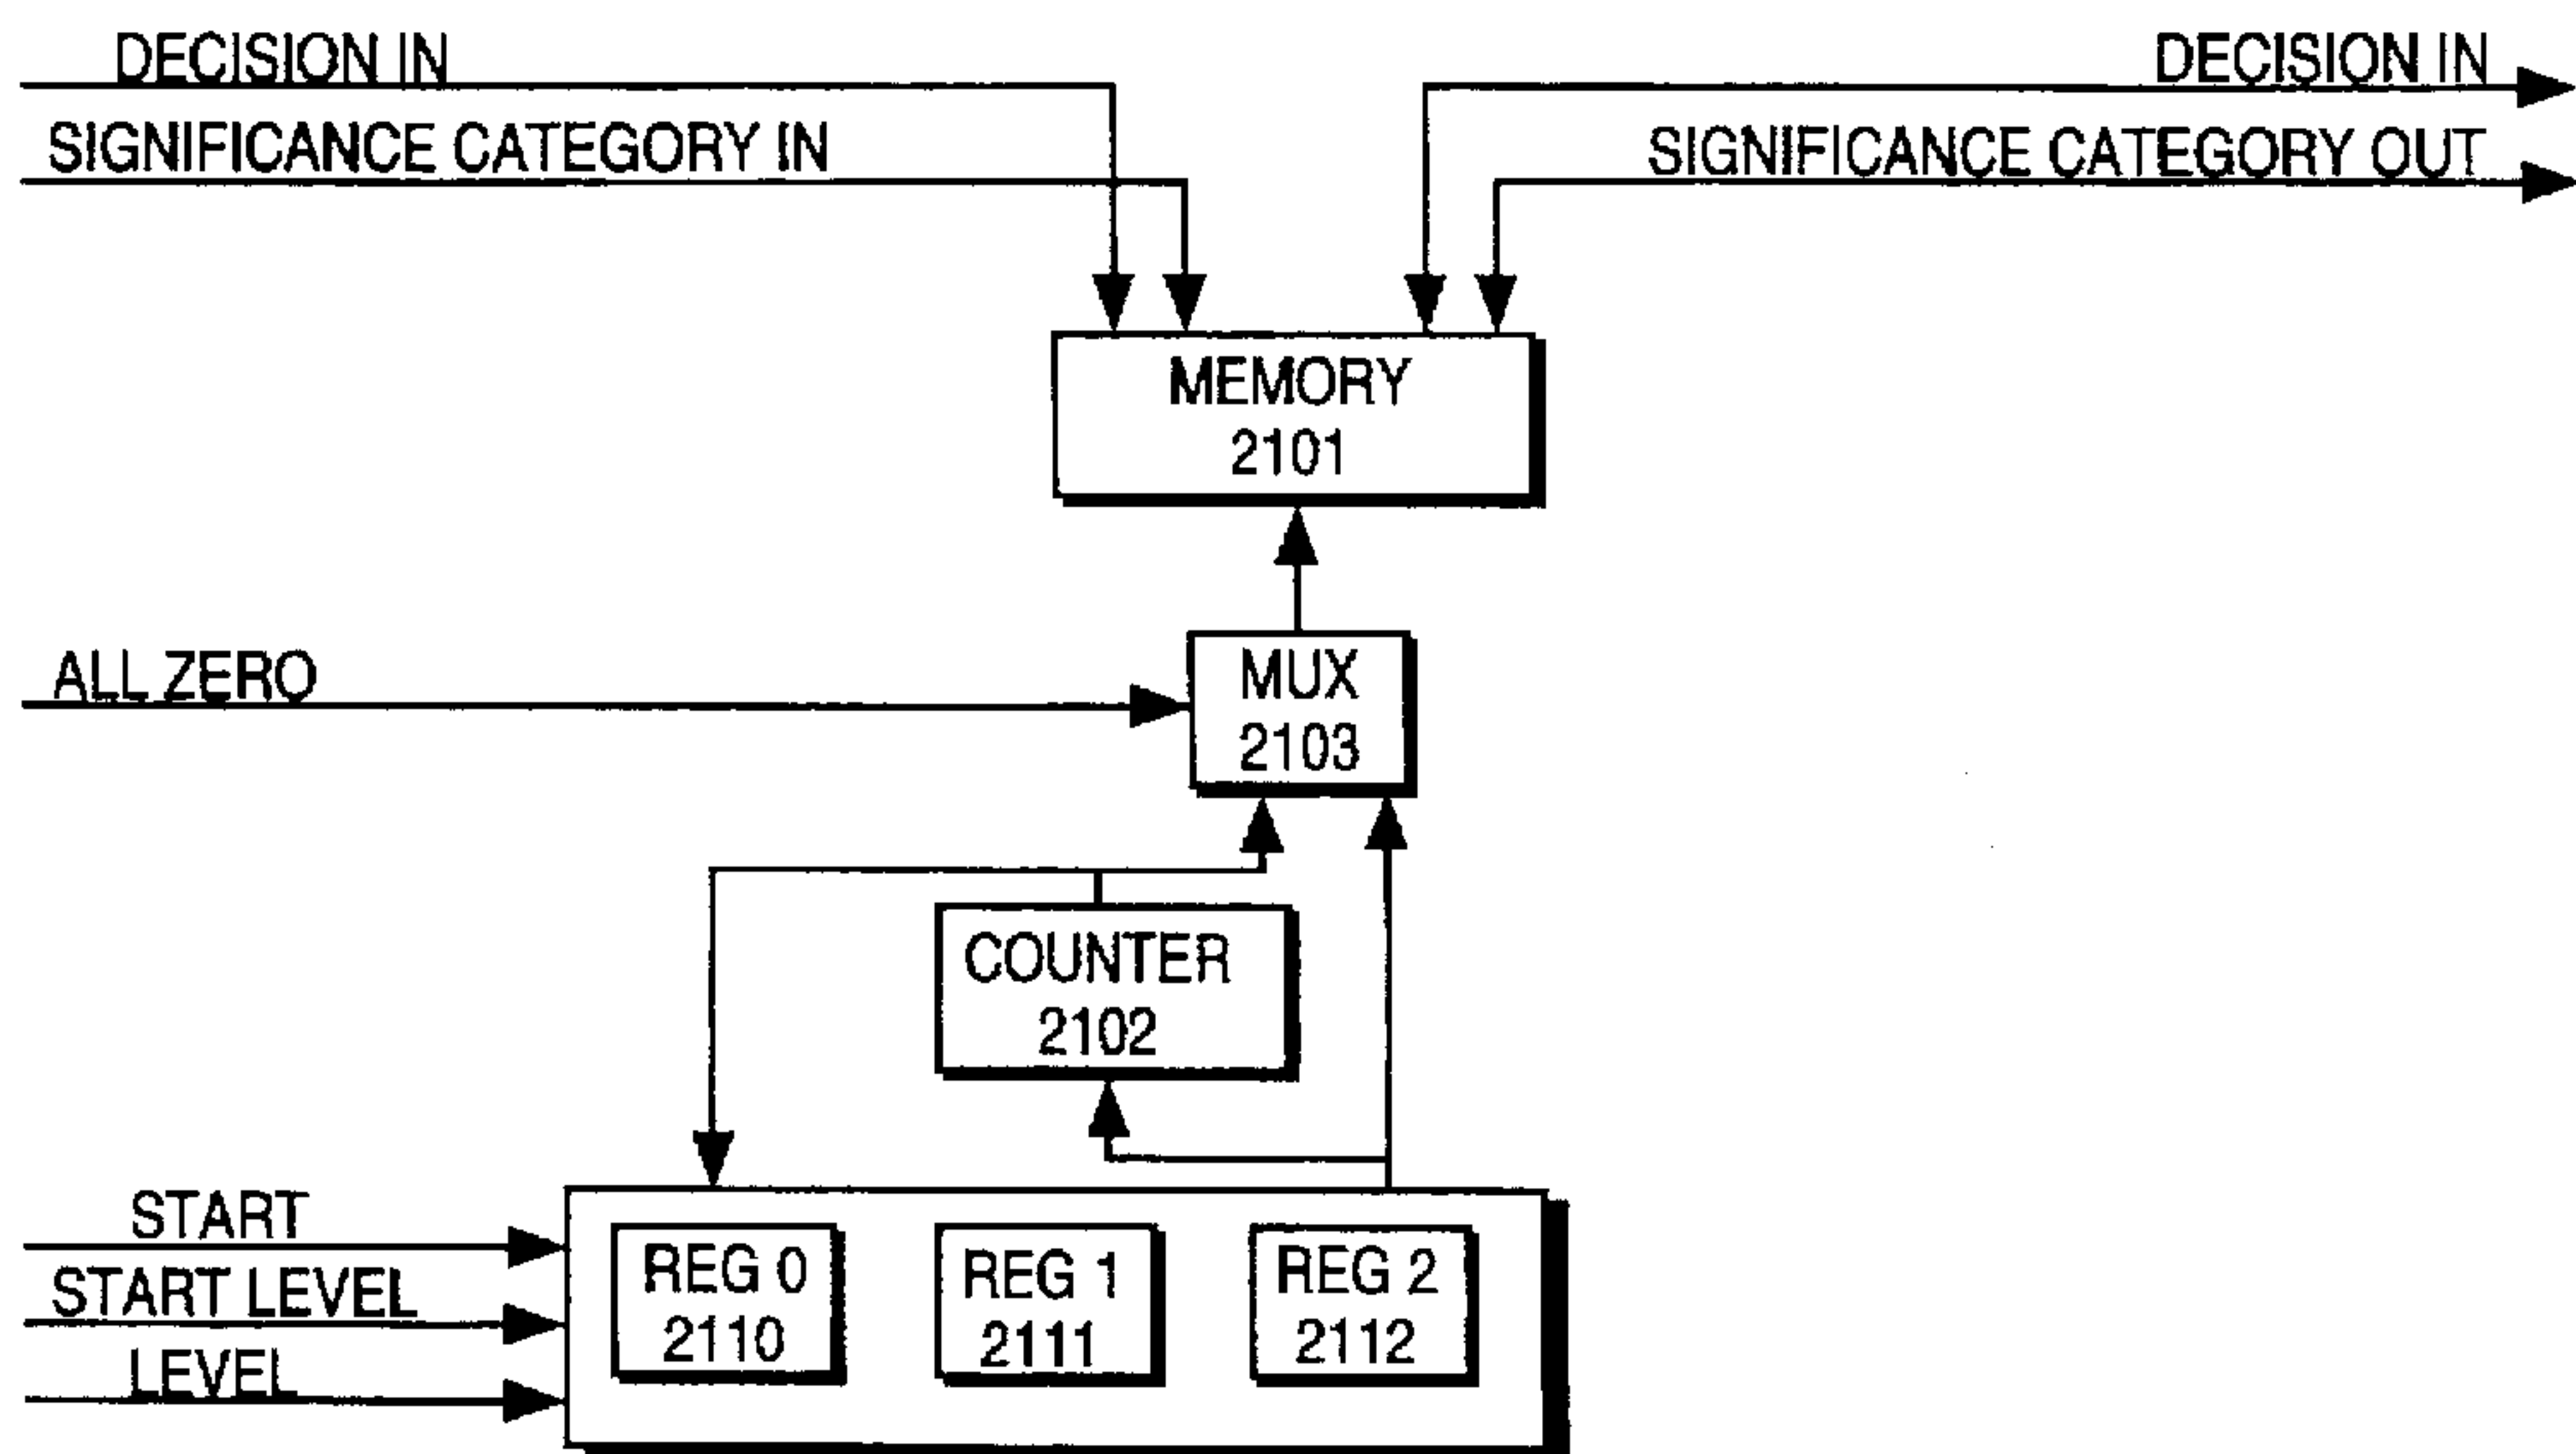 DECISION IN
DECISION IN
SIGNIFICANCE CATEGORY IN
SIGNIFICANCE CATEGORY OUT
MEMORY
2101
ALL ZERO
MUX
2103
COUNTER
2102
START
START LEVEL
LEVEL
REG 0
2110
REG 1
2111
REG 2
2112